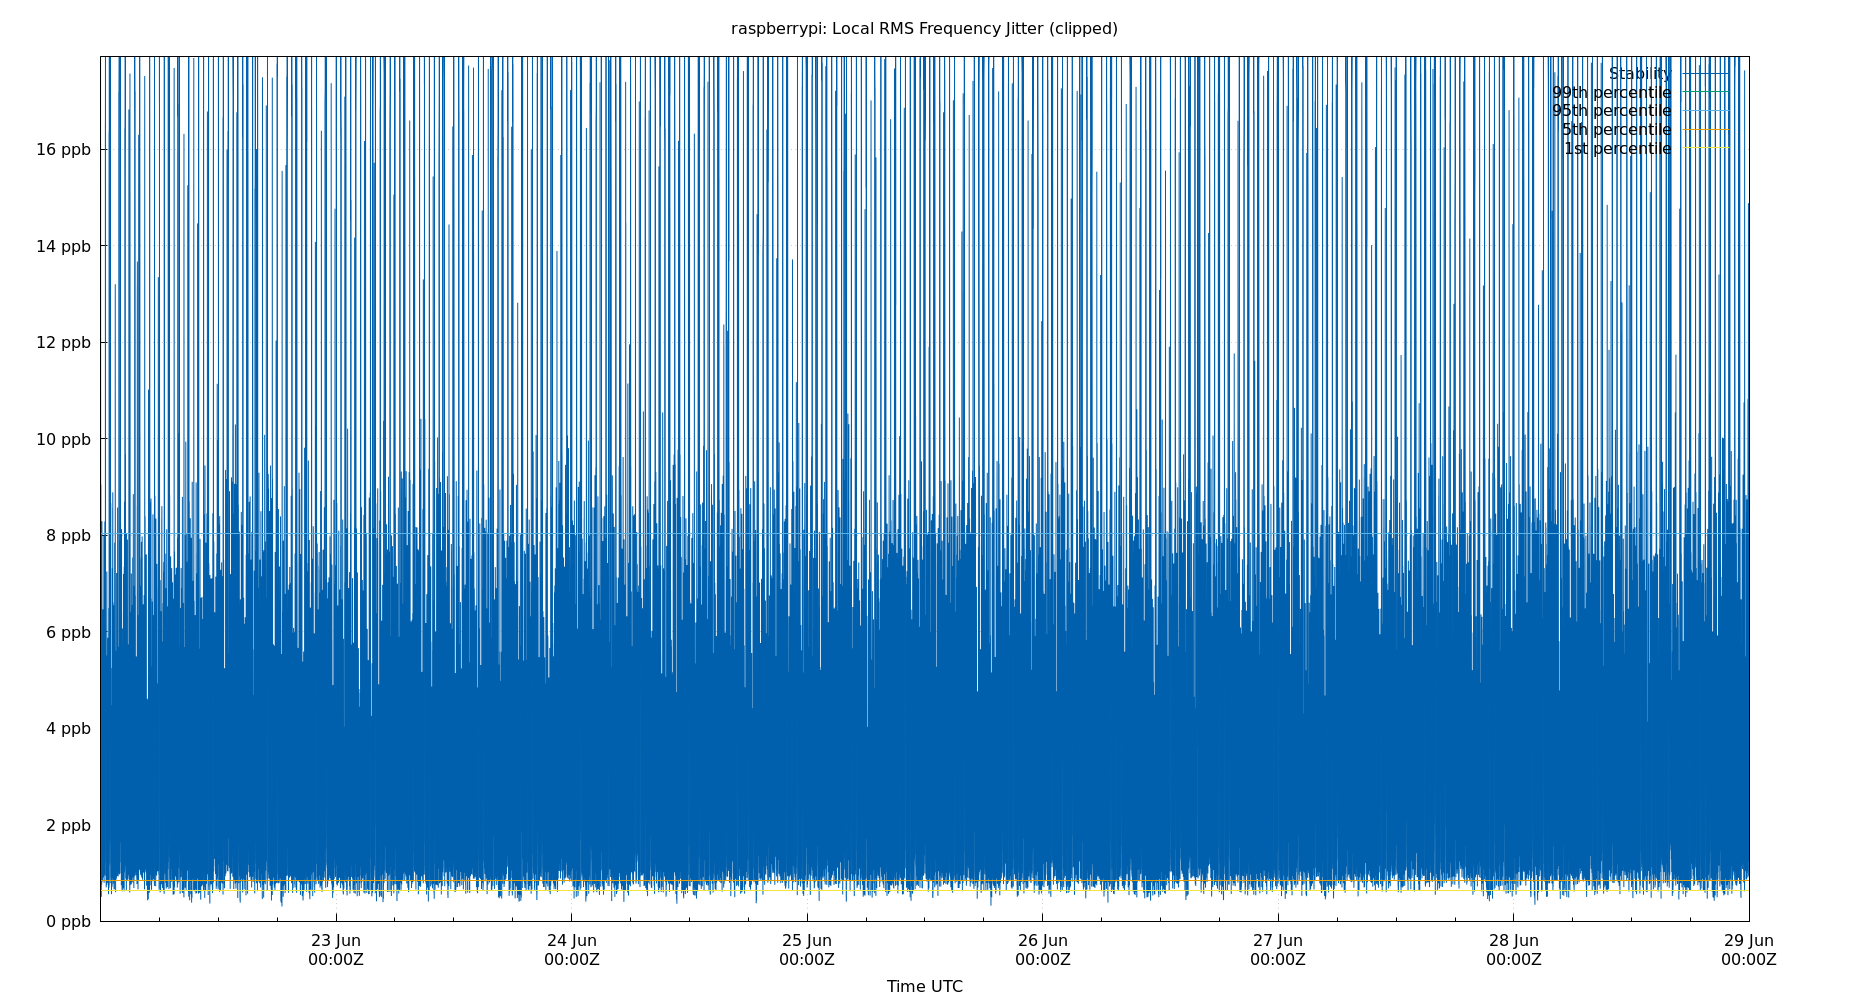 raspberrypi: Local RMS Frequency Jitter (clipped)
Stability
99th percentile
95th percentile
5th percentile
1st percentile
16 ppb
14 ppb
12 ppb
10 ppb
8 ppb
6 ppb
4 ppb
2 ppb
0 ppb
23 Jun 24 Jun 25 Jun 26 Jun 27 Jun 28 Jun 29 Jun
00:00Z 00:00Z 00:00Z 00:00Z 00:00Z 00:00Z 00:00Z
Time UTC